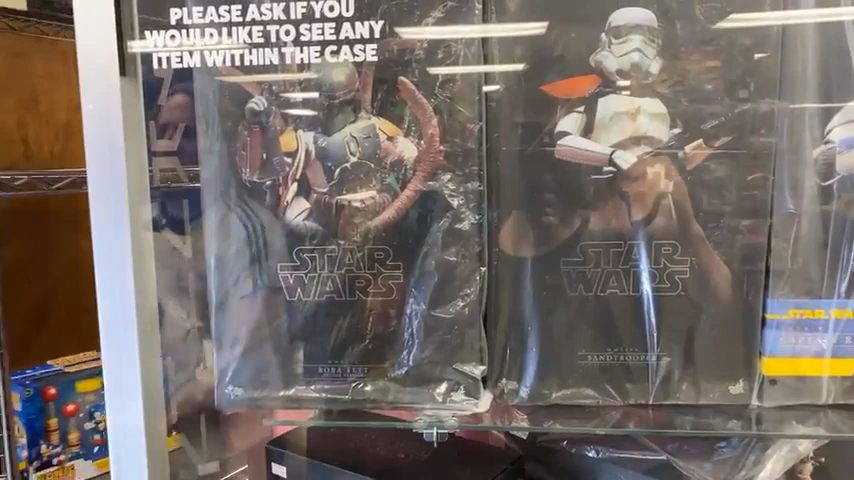 PLEASE ASK IF YOU
WOULD LIKE TO SEE ANY
ITEM WITHIN THE CASE
STAR
WARS
BOBA FETT
STAR
WARS
SANDTROOPER
STAR WA